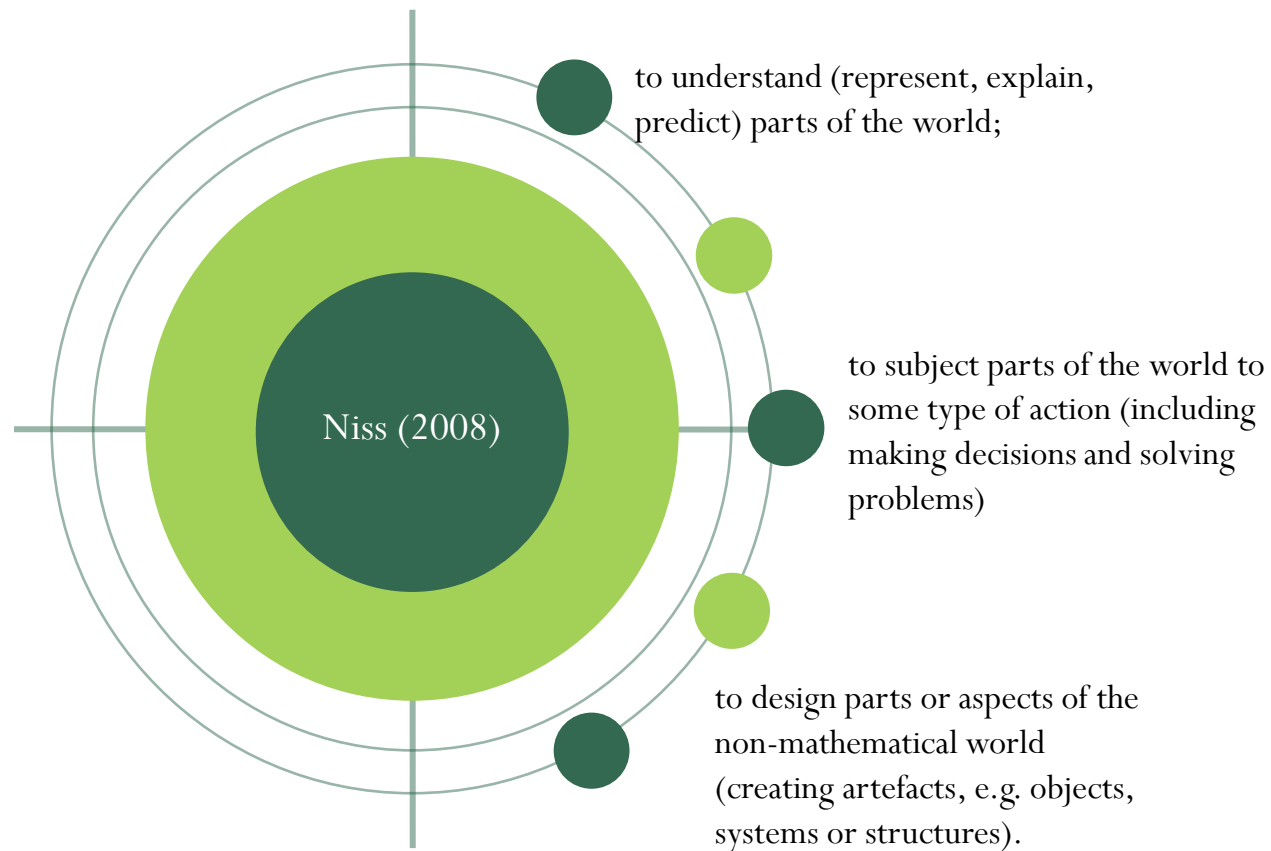 to understand (represent, explain,
predict) parts of the world;
Niss (2008)
to subject parts of the world to
some type of action (including
making decisions and solving
problems)
to design parts or aspects of the
non-mathematical world
(creating artefacts, e.g. objects,
systems or structures).